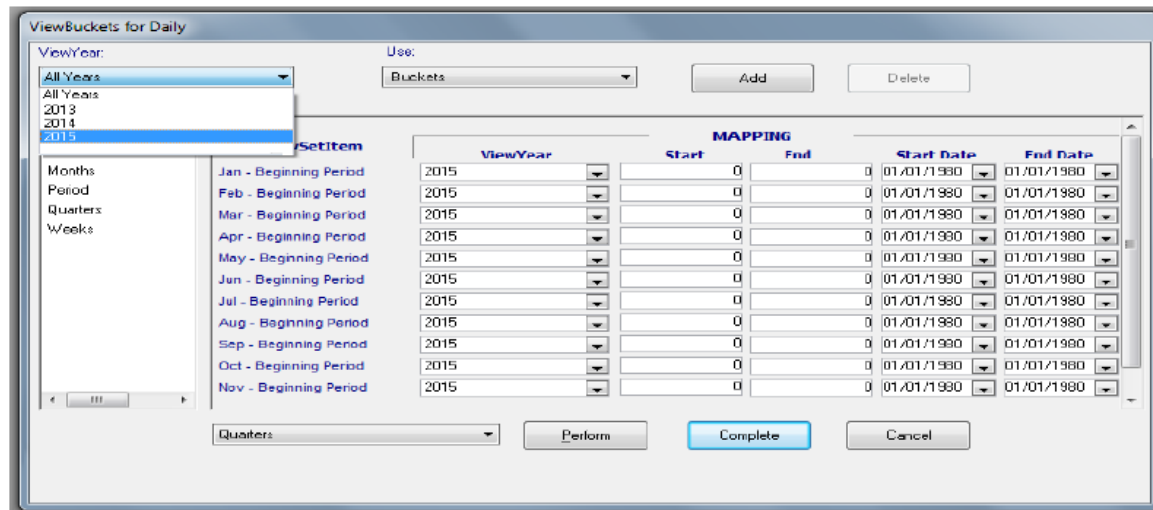 ViewBuckets for Daily
ViewYear: Use:
All Years Buckets Add Delete
All Years
2013
2014
2015
MAPPING
SetItem ViewYear Start End Start Date End Date
Months Jan - Beginning Period 2015 0 0 01/01/1980 01/01/1980
Period Feb - Beginning Period 2015 0 0 01/01/1980 01/01/1980
Quarters Mar - Beginning Period 2015 0 0 01/01/1980 01/01/1980
Weeks Apr - Beginning Period 2015 0 0 01/01/1980 01/01/1980
May - Beginning Period 2015 0 0 01/01/1980 01/01/1980
Jun - Beginning Period 2015 0 0 01/01/1980 01/01/1980
Jul - Beginning Period 2015 0 0 01/01/1980 01/01/1980
Aug - Beginning Period 2015 0 0 01/01/1980 01/01/1980
Sep - Beginning Period 2015 0 0 01/01/1980 01/01/1980
Oct - Beginning Period 2015 0 0 01/01/1980 01/01/1980
Nov - Beginning Period 2015 0 0 01/01/1980 01/01/1980
Quarters Perform Complete Cancel